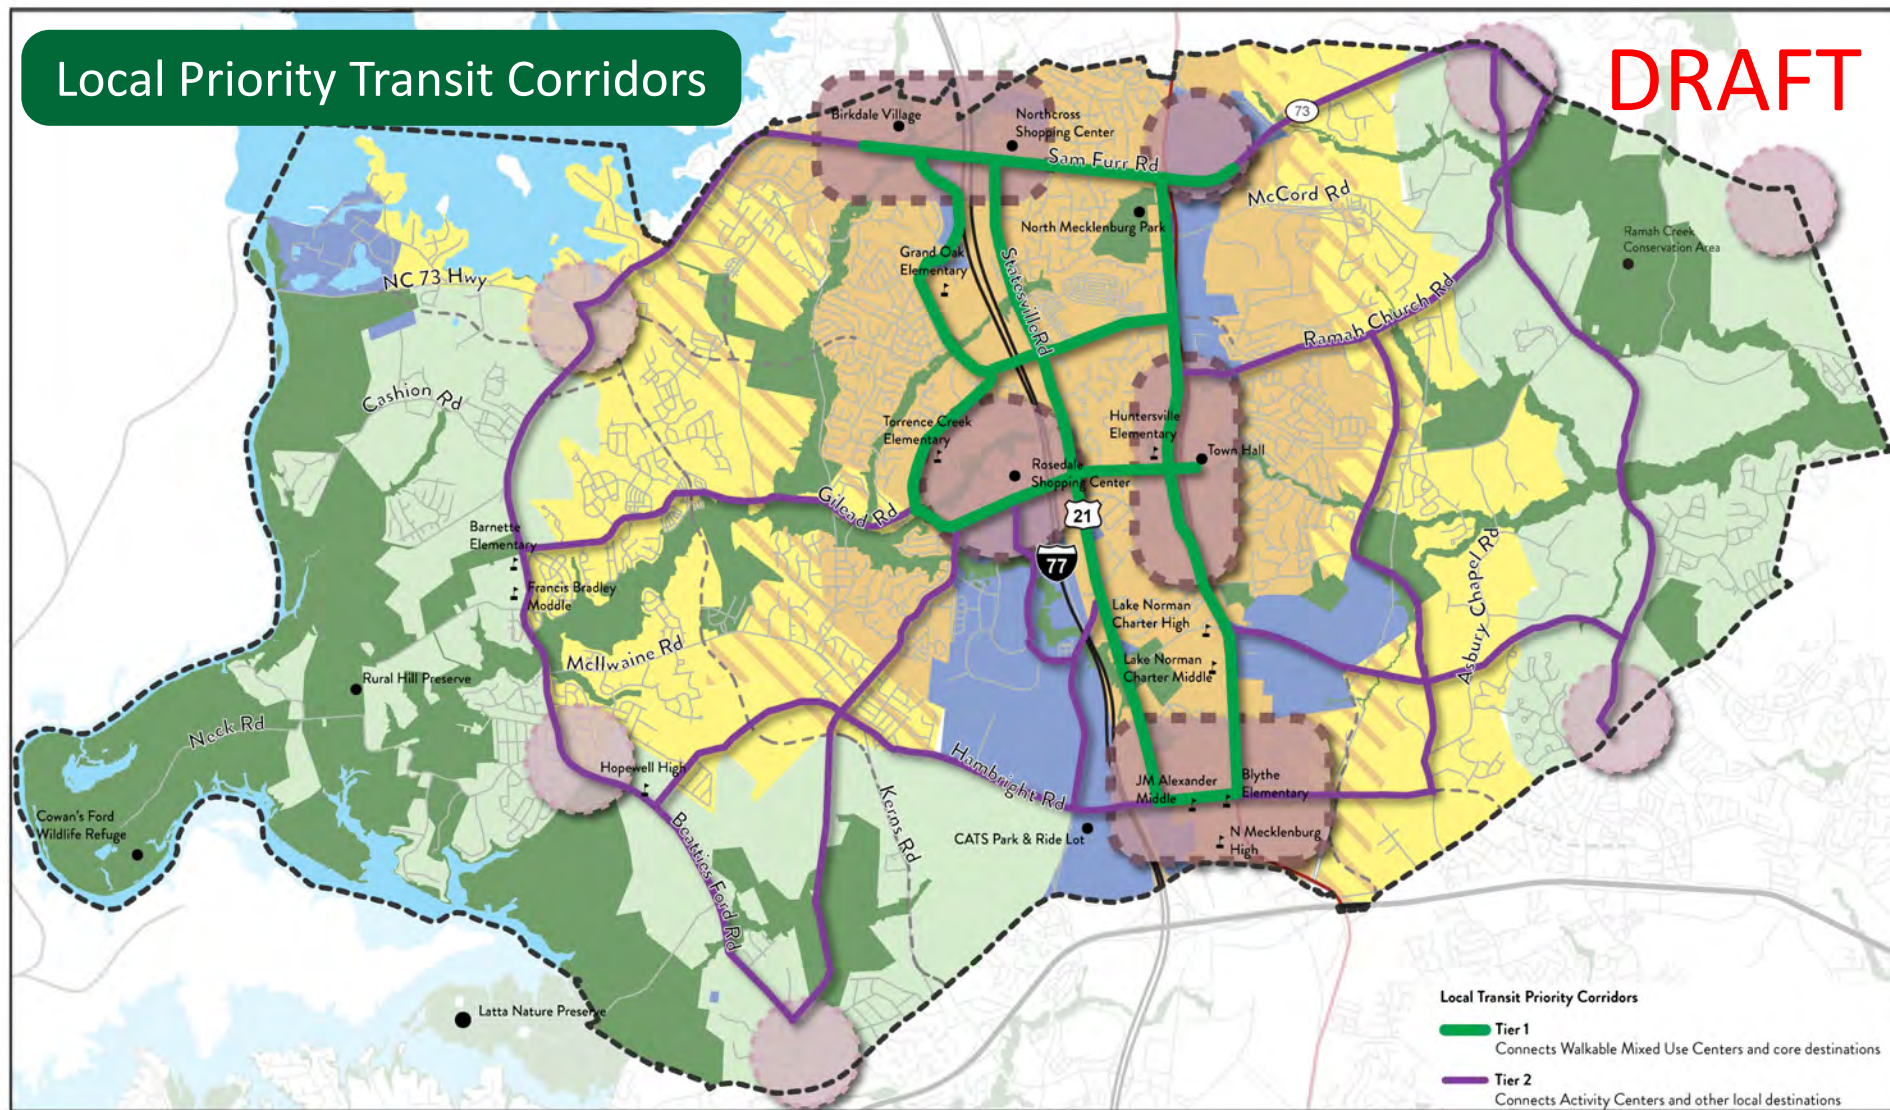 Local Priority Transit Corridors
DRAFT
73
Birkdale Village
Northcross
Shopping Center
Sam Furr Rd
McCord Rd
North Mecklenburg Park
Ramah Creek
Conservation Area
Grand Oak
Elementary
Statesville Rd
NC 73 Hwy
Ramah Church Rd
Cashion Rd
Torrence Creek
Elementary
Huntersville
Elementary
Town Hall
Rosedale
Shopping Center
Gilead Rd
21
77
Barnette
Elementary
Francis Bradley
Moddle
Asbury Chapel Rd
Lake Norman
Charter High
McIlwaine Rd
Lake Norman
Charter Middle
Rural Hill Preserve
Neck Rd
Hopewell High
Hambright Rd
JM Alexander
Middle
Blythe
Elementary
Kerns Rd
Beatties Ford Rd
CATS Park & Ride Lot
N Mecklenburg
High
Cowan's Ford
Wildlife Refuge
Latta Nature Preserve
Local Transit Priority Corridors
Tier 1
Connects Walkable Mixed Use Centers and core destinations
Tier 2
Connects Activity Centers and other local destinations